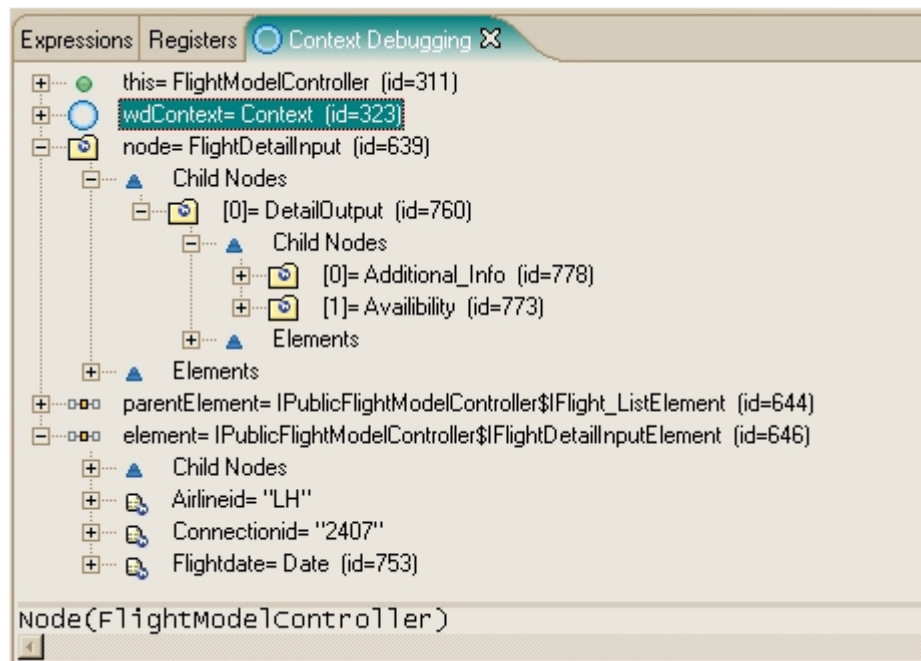 Expressions Registers Context Debugging
this= FlightModelController (id=311)
wdContext= Context (id=323)
node= FlightDetailInput (id=639)
Child Nodes
[0]= DetailOutput (id=760)
Child Nodes
[0]= Additional_Info (id=778)
[1]= Availibility (id=773)
Elements
Elements
parentElement= IPublicFlightModelController$IFlight_ListElement (id=644)
element= IPublicFlightModelController$IFlightDetailInputElement (id=646)
Child Nodes
Airlineid= "LH"
Connectionid= "2407"
Flightdate= Date (id=753)
Node(FlightModelController)